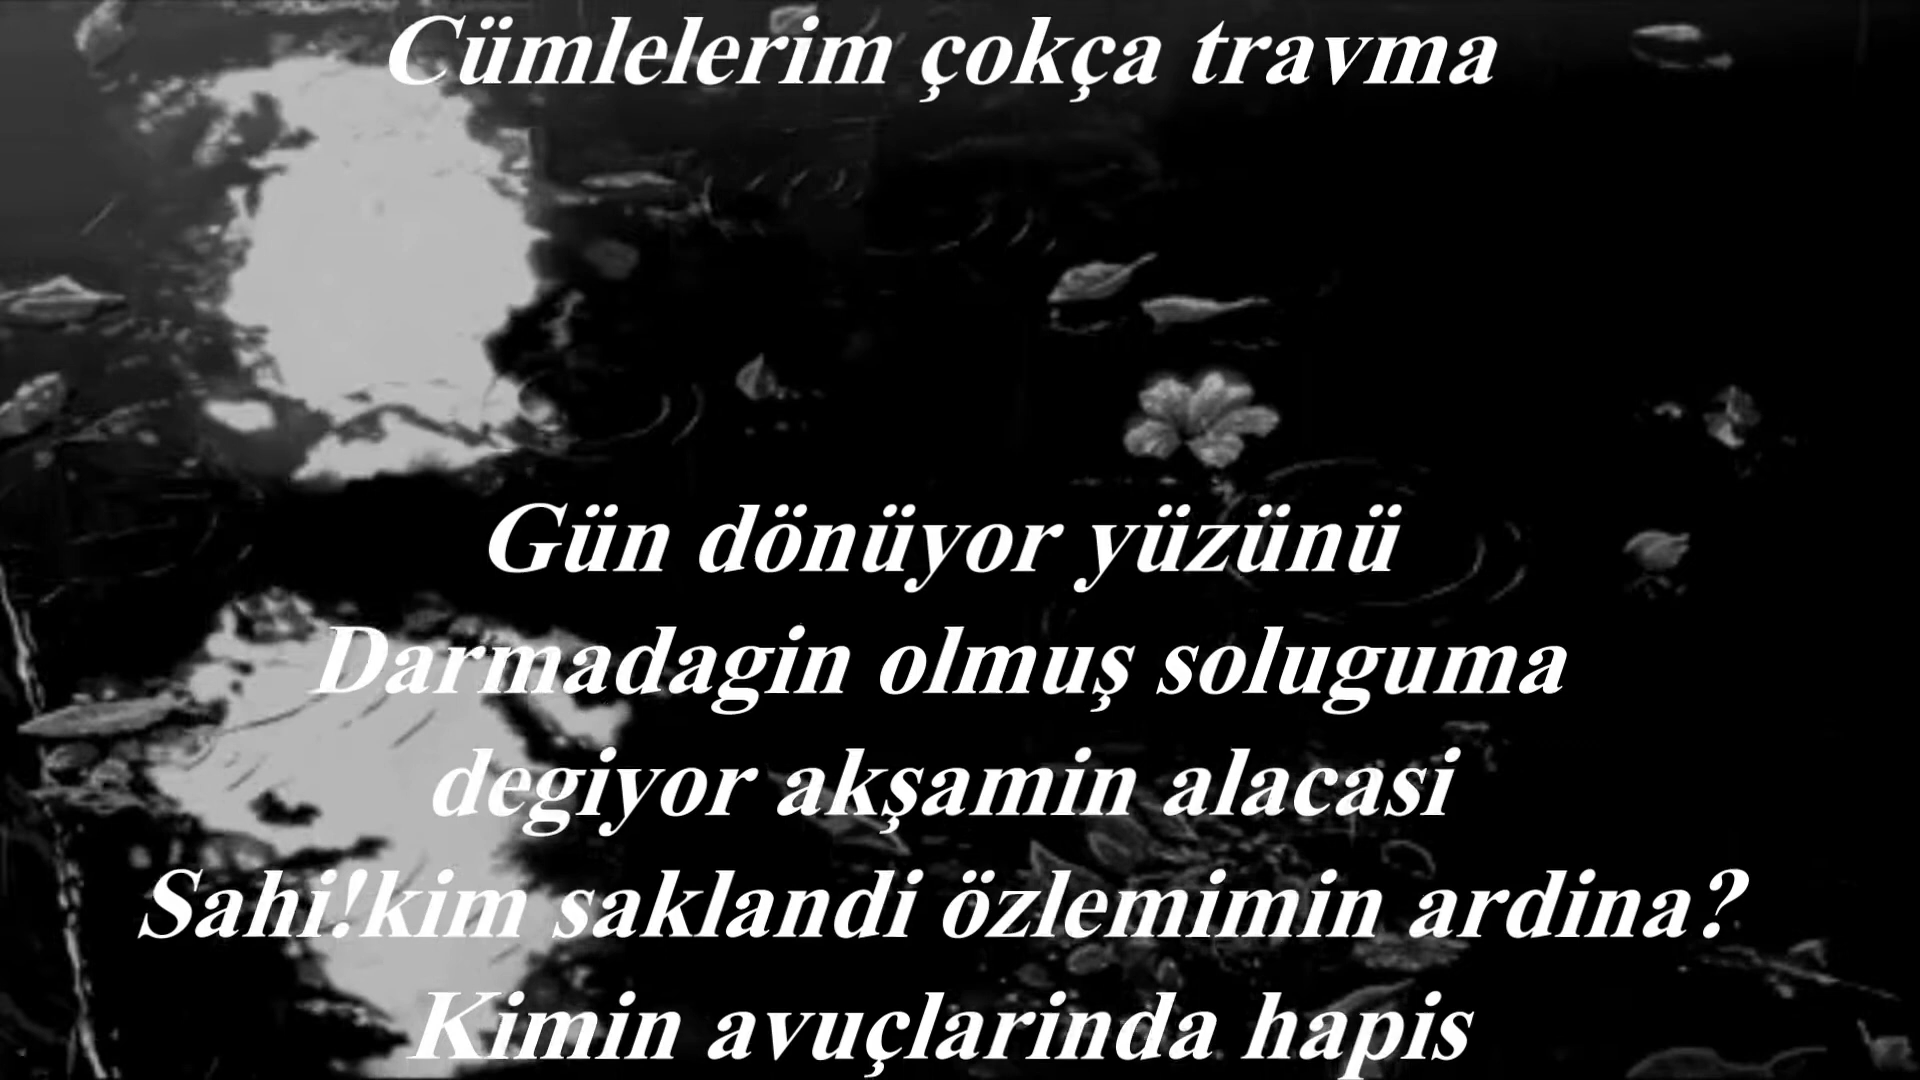 Cümlelerim çokça travma
Gün dönüyor yüzünü
Darmadagin olmuş soluguma
degiyor akşamin alacasi
Sahi!kim saklandi özlemimin ardina?
Kimin avuçlarinda hapis